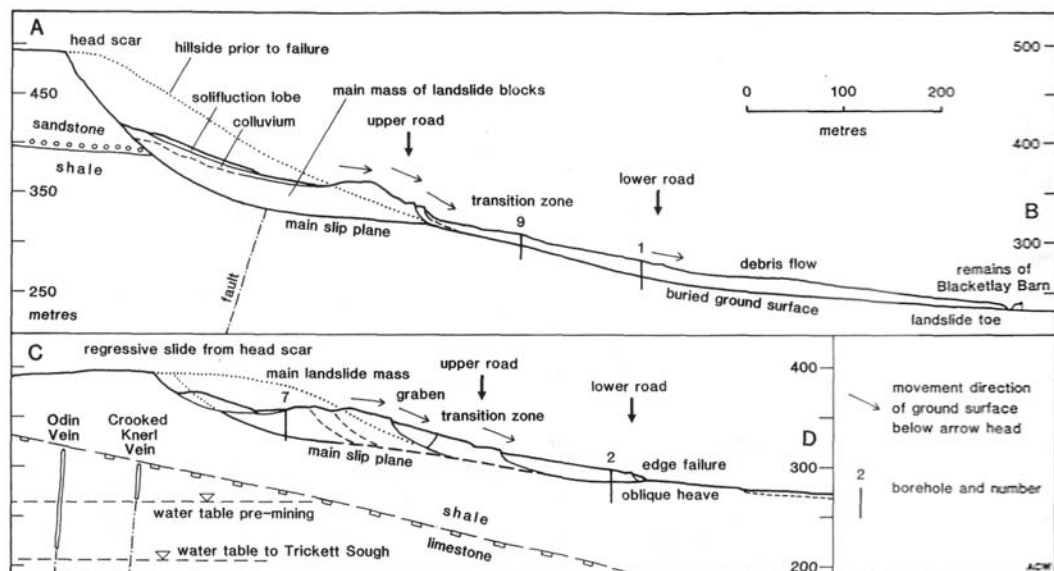 A
head scar
hillside prior to failure
500
450
solifluction lobe
colluvium
main mass of landslide blocks
upper road
0 100 200
metres
sandstone
400
shale
lower road
350
transition zone
B
main slip plane
9
1
300
fault
debris flow
remains of
Blacketlay Barn
250
buried ground surface
metres
landslide toe
C
regressive slide from head scar
upper road
400
main landslide mass
lower road
7
graben
movement direction
of ground surface
below arrow head
Odin
Vein
Crooked
Knerl
Vein
transition zone
D
main slip plane
2
edge failure
300
2
borehole and number
oblique heave
water table pre-mining
shale
limestone
water table to Trickett Sough
200
ACW